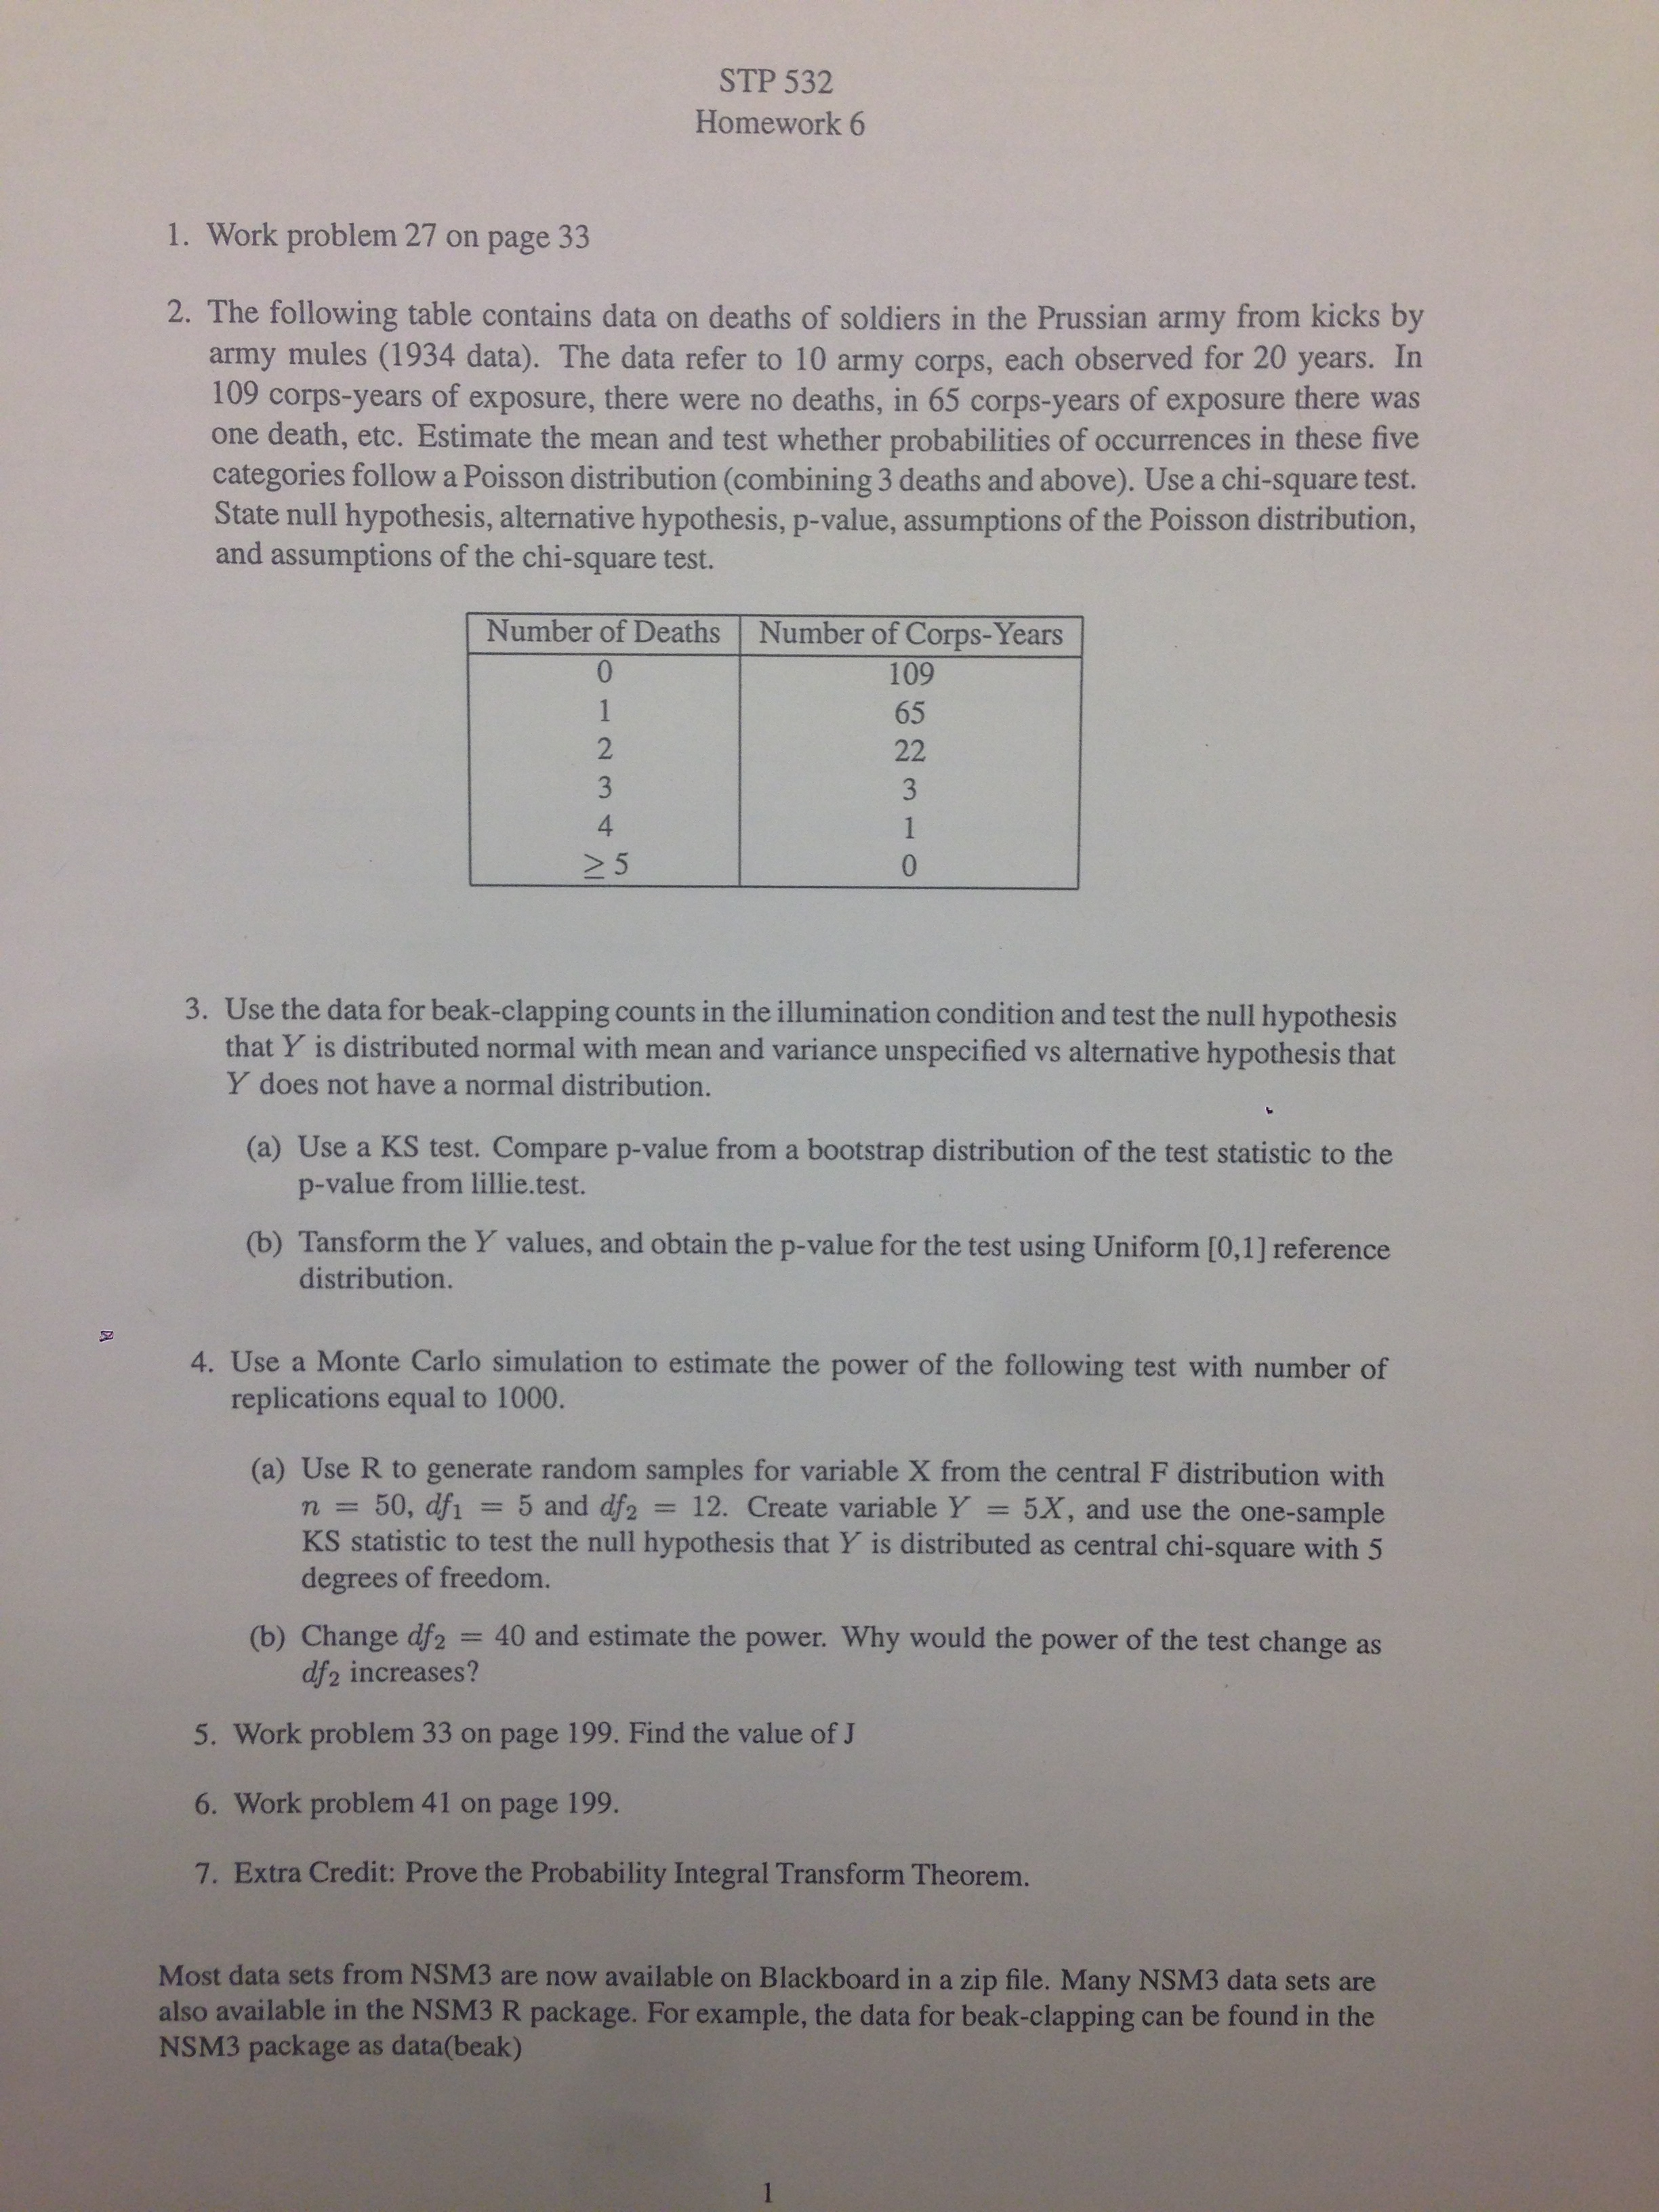 STP 532
Homework 6
1. Work problem 27 on page 33
2. The following table contains data on deaths of soldiers in the Prussian army from kicks by
army mules (1934 data). The data refer to 10 army corps, each observed for 20 years. In
109 corps-years of exposure, there were no deaths, in 65 corps-years of exposure there was
one death, etc. Estimate the mean and test whether probabilities of occurrences in these five
categories follow a Poisson distribution (combining 3 deaths and above). Use a chi-square test.
State null hypothesis, alternative hypothesis, p-value, assumptions of the Poisson distribution,
and assumptions of the chi-square test.
Number of Deaths Number of Corps-Years
0 109
1 65
2 22
3 3
4 1
≥ 5 0
3. Use the data for beak-clapping counts in the illumination condition and test the null hypothesis
that Y is distributed normal with mean and variance unspecified vs alternative hypothesis that
Y does not have a normal distribution.
(a) Use a KS test. Compare p-value from a bootstrap distribution of the test statistic to the
p-value from lillie.test.
(b) Tansform the Y values, and obtain the p-value for the test using Uniform [0,1] reference
distribution.
4. Use a Monte Carlo simulation to estimate the power of the following test with number of
replications equal to 1000.
(a) Use R to generate random samples for variable X from the central F distribution with
n = 50, df₁ = 5 and df₂ = 12. Create variable Y = 5X, and use the one-sample
KS statistic to test the null hypothesis that Y is distributed as central chi-square with 5
degrees of freedom.
(b) Change df₂ = 40 and estimate the power. Why would the power of the test change as
df₂ increases?
5. Work problem 33 on page 199. Find the value of J
6. Work problem 41 on page 199.
7. Extra Credit: Prove the Probability Integral Transform Theorem.
Most data sets from NSM3 are now available on Blackboard in a zip file. Many NSM3 data sets are
also available in the NSM3 R package. For example, the data for beak-clapping can be found in the
NSM3 package as data(beak)
1